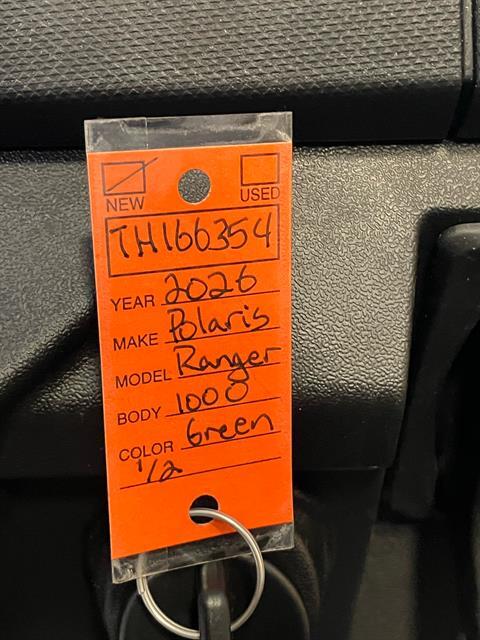 NEW USED
TH166354
YEAR 2026
MAKE Polaris
MODEL Ranger
BODY 1000
COLOR Green
1/2